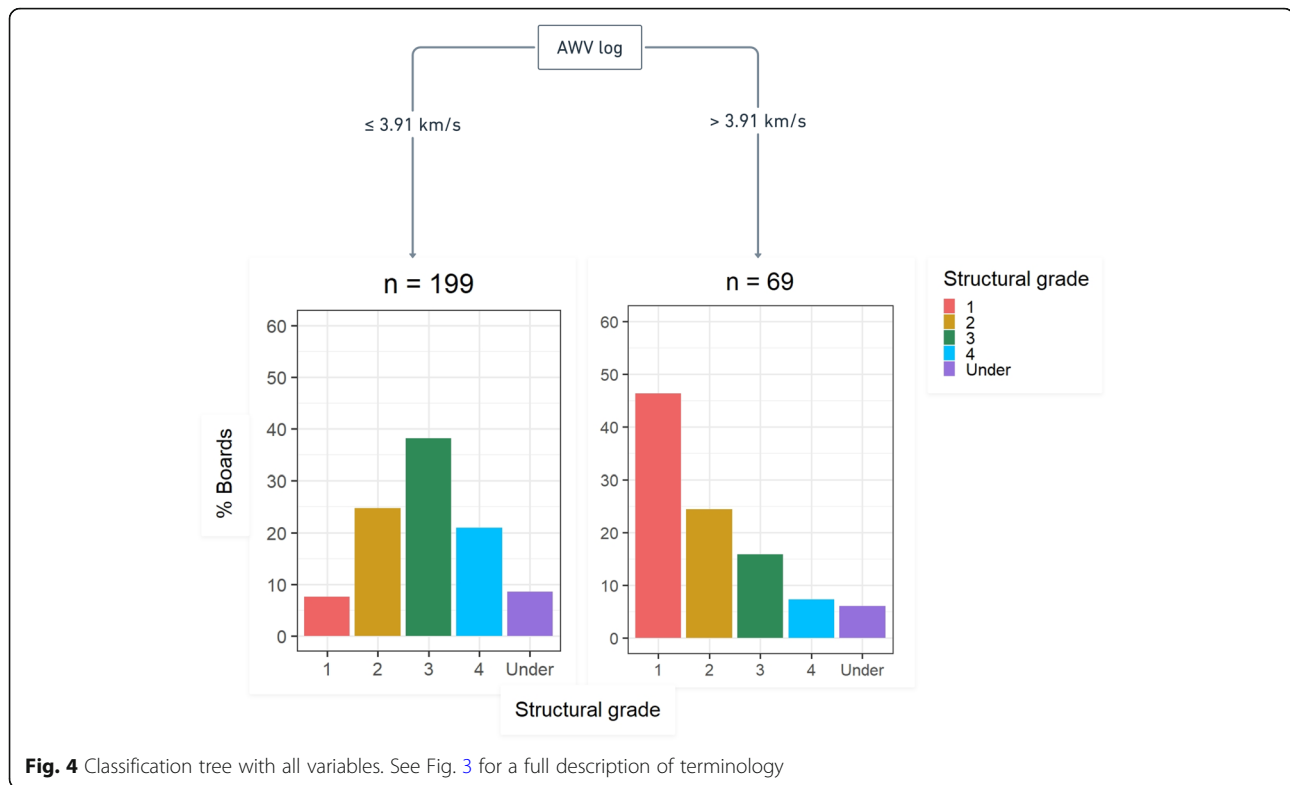 AWV log
≤ 3.91 km/s
> 3.91 km/s
n = 199
n = 69
Structural grade
1
2
3
4
Under
% Boards
60
50
40
30
20
10
0
1 2 3 4 Under
60
50
40
30
20
10
0
1 2 3 4 Under
Structural grade
Fig. 4 Classification tree with all variables. See Fig. 3 for a full description of terminology